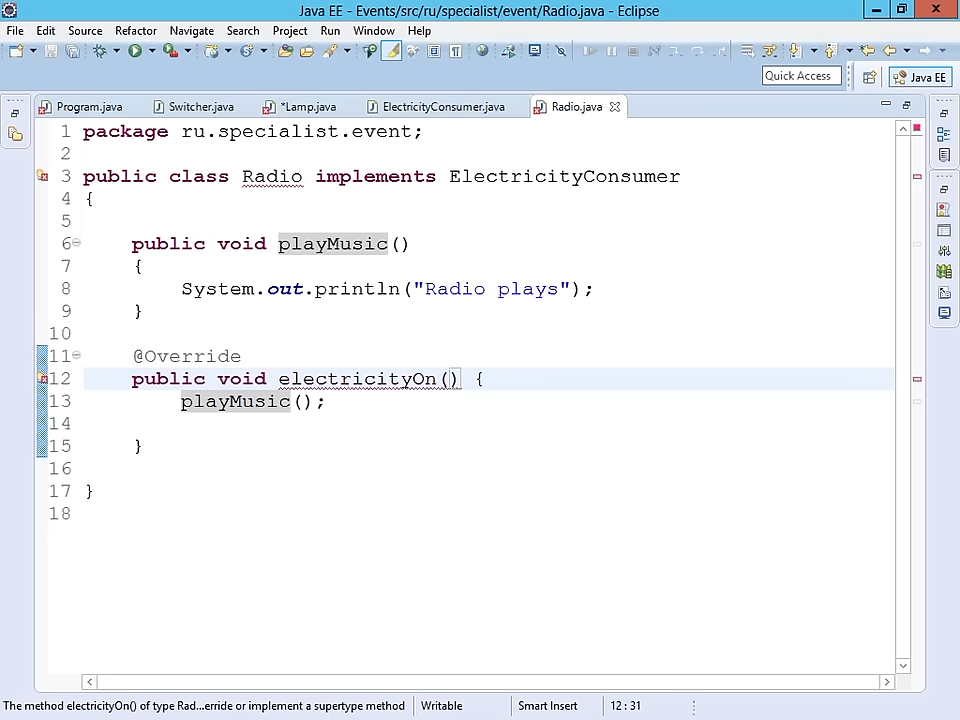 Java EE - Events/src/ru/specialist/event/Radio.java - Eclipse
File Edit Source Refactor Navigate Search Project Run Window Help
Quick Access
Java EE
Program.java Switcher.java *Lamp.java ElectricityConsumer.java Radio.java
1 package ru.specialist.event;
2
3 public class Radio implements ElectricityConsumer
4 {
5
6 public void playMusic()
7 {
8 System.out.println("Radio plays");
9 }
10
11 @Override
12 public void electricityOn() {
13 playMusic();
14
15 }
16
17 }
18
The method electricityOn() of type Rad...erride or implement a supertype method Writable Smart Insert 12 : 31